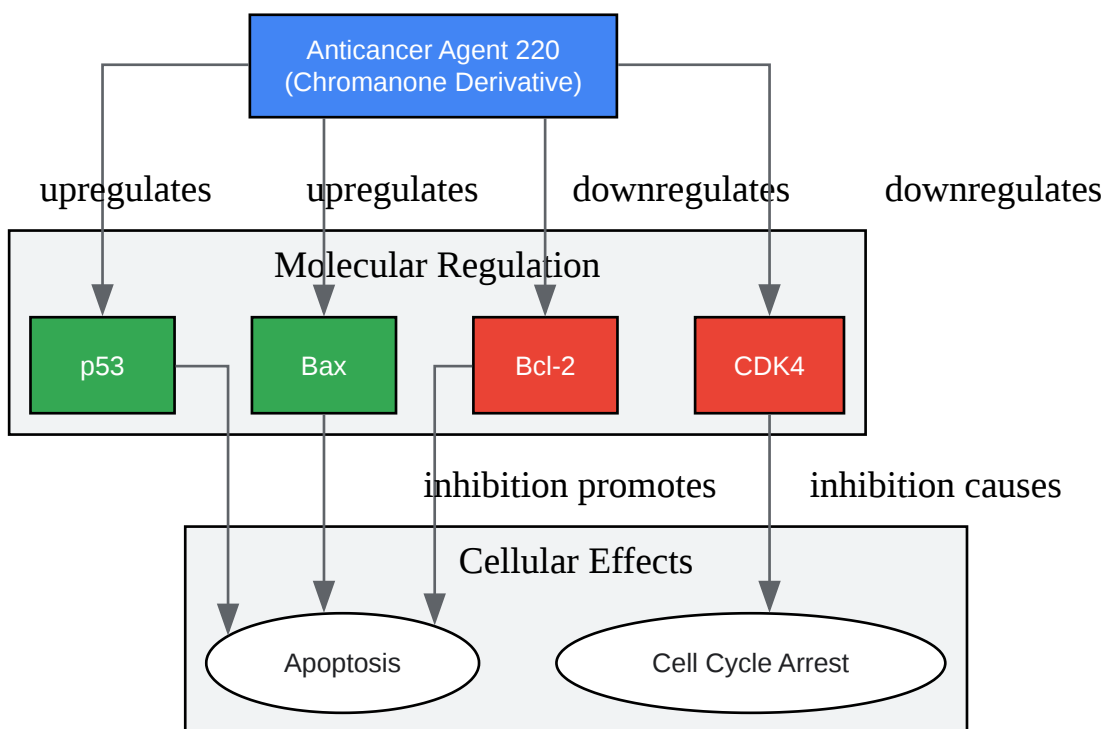 Anticancer Agent 220
(Chromanone Derivative)
upregulates
upregulates
downregulates
downregulates
Molecular Regulation
p53
Bax
Bcl-2
CDK4
inhibition promotes
inhibition causes
Cellular Effects
Apoptosis
Cell Cycle Arrest